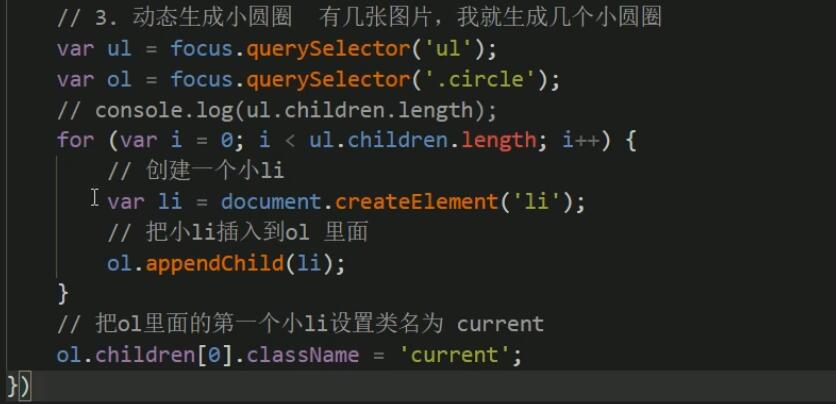 // 3. 动态生成小圆圈  有几张图片，我就生成几个小圆圈
var ul = focus.querySelector('ul');
var ol = focus.querySelector('.circle');
// console.log(ul.children.length);
for (var i = 0; i < ul.children.length; i++) {
// 创建一个小li
var li = document.createElement('li');
// 把小li插入到ol 里面
ol.appendChild(li);
}
// 把ol里面的第一个小li设置类名为 current
ol.children[0].className = 'current';
})